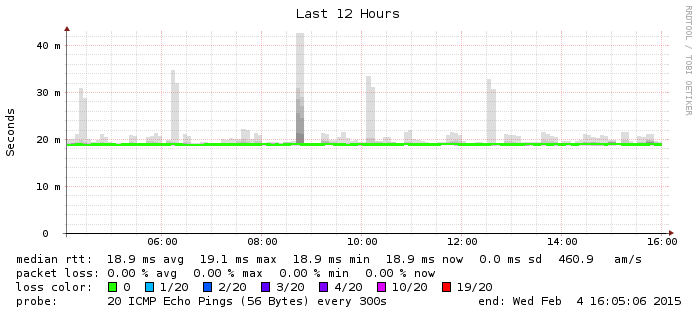 Last 12 Hours
RRDTOOL / TOBI OETIKER
Seconds
40 m
30 m
20 m
10 m
0
06:00 08:00 10:00 12:00 14:00 16:00
median rtt: 18.9 ms avg 19.1 ms max 18.9 ms min 18.9 ms now 0.0 ms sd 460.9 am/s
packet loss: 0.00 % avg 0.00 % max 0.00 % min 0.00 % now
loss color: 0 1/20 2/20 3/20 4/20 10/20 19/20
probe: 20 ICMP Echo Pings (56 Bytes) every 300s end: Wed Feb 4 16:05:06 2015